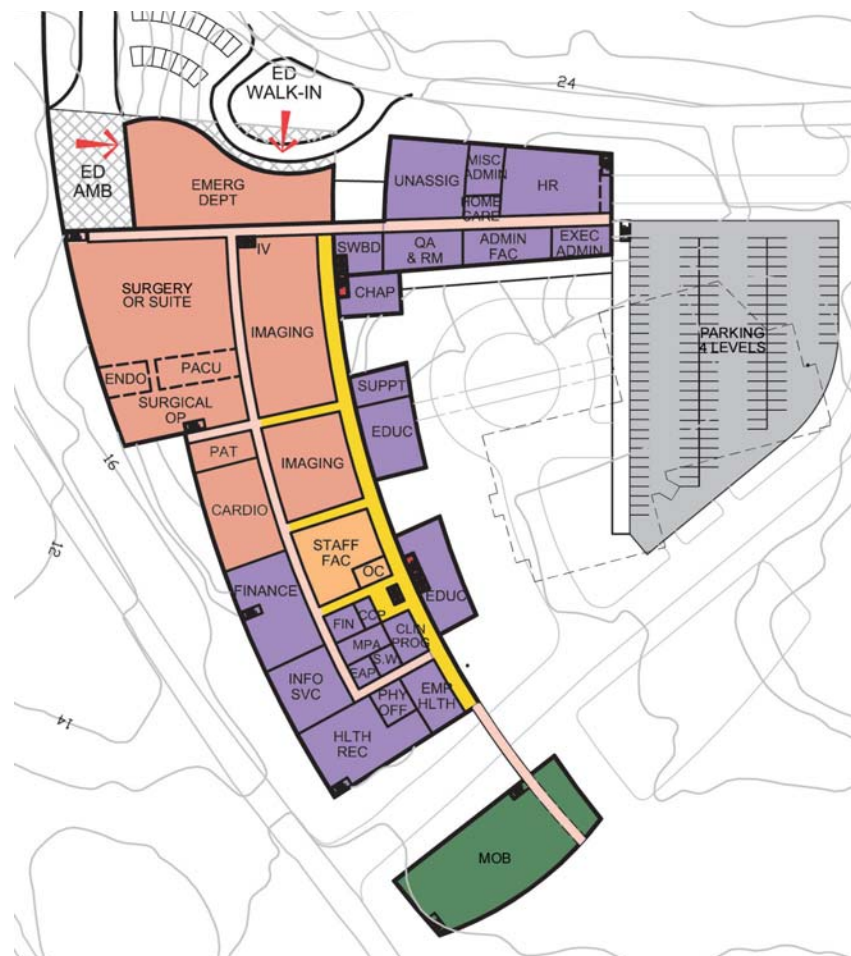 24
ED
WALK-IN
ED
AMB
EMERG
DEPT
UNASSIG
MISC
ADMIN
HOME
CARE
HR
IV
SWBD
QA
& RM
ADMIN
FAC
EXEC
ADMIN
CHAP
SURGERY
OR SUITE
IMAGING
PARKING
4 LEVELS
ENDO
PACU
SURGICAL
OP
SUPPT
EDUC
16
PAT
IMAGING
CARDIO
12
STAFF
FAC
OC
FINANCE
EDUC
FIN
CCP
CLIN
PROG
MPA
S.W
EAP
INFO
SVC
PHY
OFF
EMP
HLTH
14
HLTH
REC
MOB